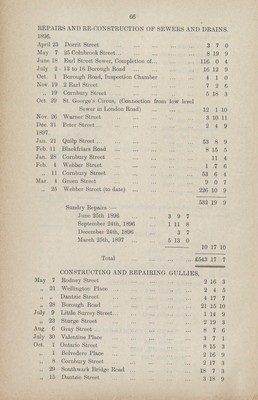 66
REPAIRS AND RE-CONSTRUCTION OF SEWERS AND DRAINS.
1896.
April 23 Dorrit Street ... 2 7 0
May 7 25 Colnbrook Street... 8 19 9
June 18 Earl Street Sewer, Completion of... 116 0 4
July 2 13 to 16 Borough Road ... 16 12 9
Oct. 1 Borough Road, Inspection Chamber ... 4 1 0
Nov. 19 2 Earl Street ... 7 2 6
„ 19 Cornbury Street ... 5 18 3
Oct. 29 St. George's Circus, (Connection from low level
Sewer in London Road) ... 12 1 10
Nov 26 Warner Street ... 3 10 11
Dec. 31 Peter Street ... 2 4 9
1897.
Jan. 21 Quilp Street ... 53 8 9
Feb. 11 Blackfriars Road ... 8 12 5
Jan. 28 Cornbury Street ... 11 4
Feb. 4 Webber Street ... 1 7 6
„ 11 Cornbury Street ... 53 6 4
Mar. 4 Green Street ... 9 0 7
„ 25 Webber Street (to date) ... 226 10 9
532 19 9
Sundry Repairs :—
June 25th 1896 ... 3 9 7
September 24th, 1896 ... 1 11 8
December 24th, 1896 ... 3 7
March 25th, 1897 ... 5 13 0
10 17 10
Total ... £543 17 7
CONSTRUCTING AND REPAIRING GULLIES.
May 7 Rodney Street ... 2 16 3
„ 21 Wellington Place ... 2 4 5
„ „ Dantzic Street ... 4 17 7
„ 28 Borough Road ... 21 15 10
July 9 Little Surrey Street... 1 14 9
„ 23 Sturge Street ... 2 19 3
Aug. 6 Gray Street ... 8 7 6
July 30 Valentine Place ... 3 7 1
Oct 1 Ontario Street ... 8 15 3
„ 1 Belvedere Place ... 2 16 9
„ 8 Cornbury Street ... 2 17 3
„ 29 Southwark Bridge Road ... 18 7 3
„ 15 Dantzic Street ... 3 18 9